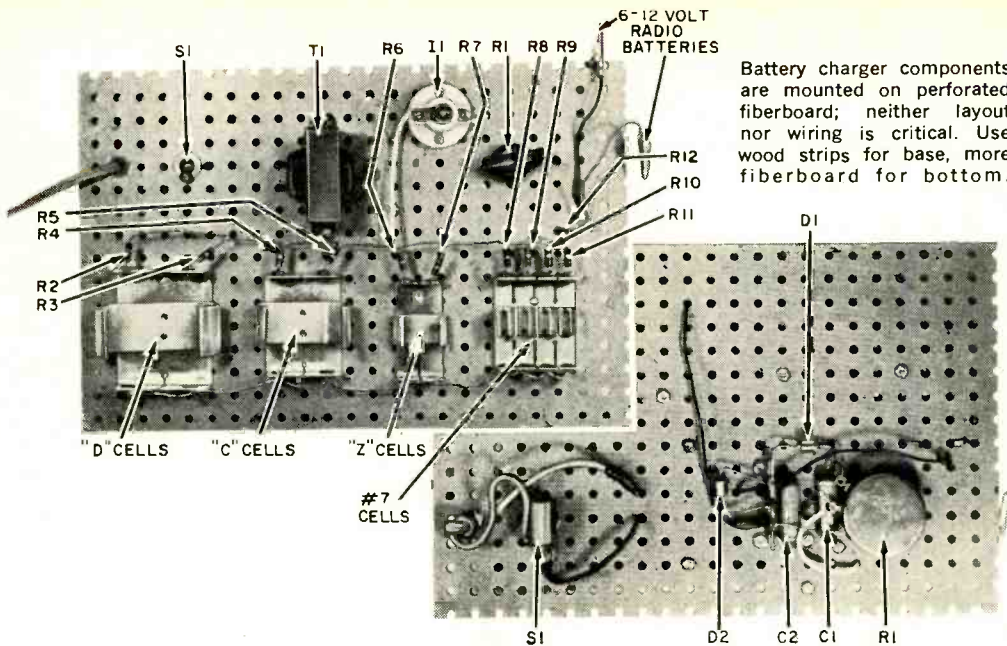 6-12 VOLT
RADIO
BATTERIES
S1
T1
R6
I1
R7
R1
R8
R9
Battery charger components
are mounted on perforated
fiberboard; neither layout
nor wiring is critical. Use
wood strips for base, more
fiberboard for bottom.
R12
R10
R11
R5
R4
R2
R3
D1
"D" CELLS
"C" CELLS
"Z" CELLS
#7
CELLS
S1
D2
C2
C1
R1